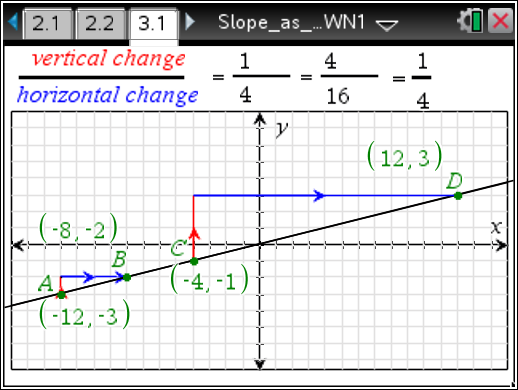 2.1 2.2 3.1 Slope_as_...WN1
vertical change / horizontal change = 1/4 = 4/16 = 1/4
y
(12, 3)
D
x
(-8, -2)
B
C
A
(-4, -1)
(-12, -3)